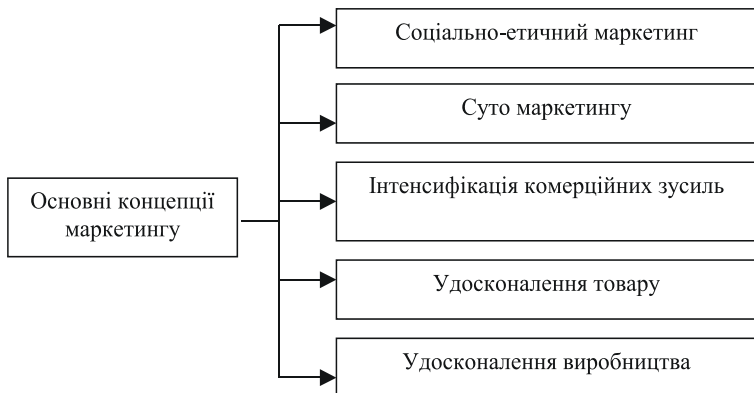 Соціально-етичний маркетинг
Суто маркетингу
Інтенсифікація комерційних зусиль
Основні концепції
маркетингу
Удосконалення товару
Удосконалення виробництва